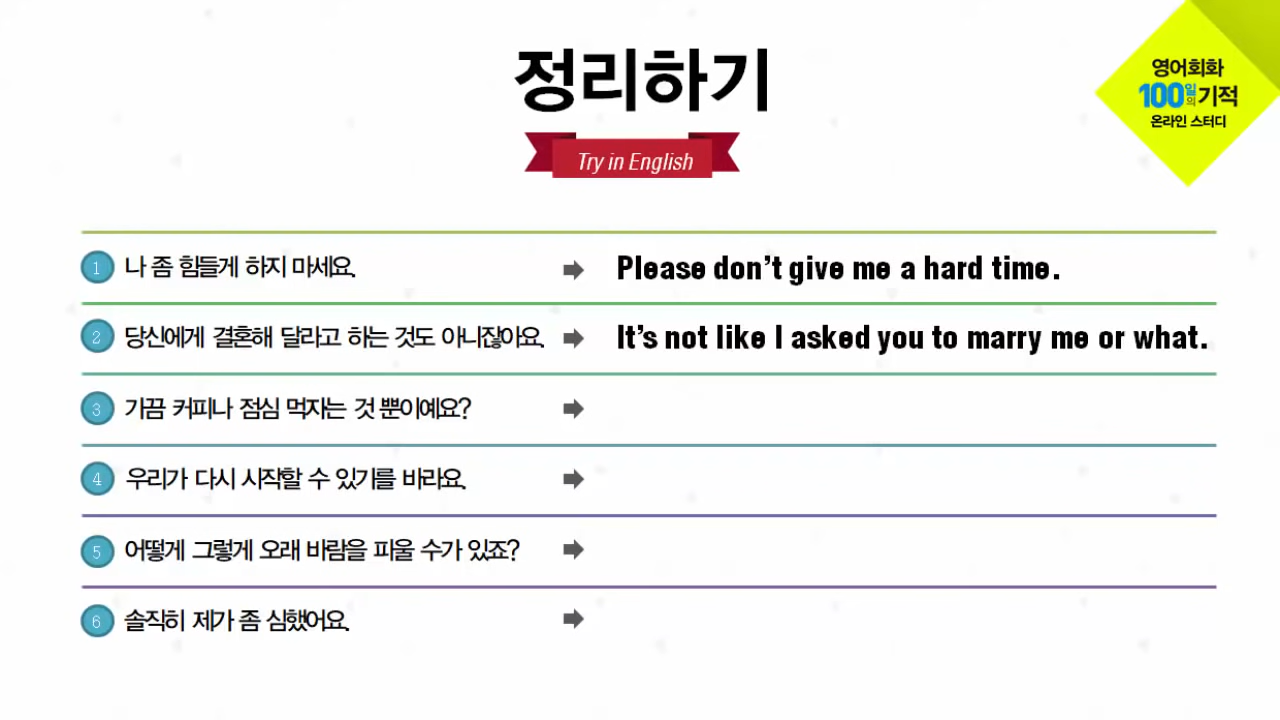 정리하기
Try in English
영어회화
100일의 기적
온라인 스터디
1 나 좀 힘들게 하지 마세요. Please don't give me a hard time.
2 당신에게 결혼해 달라고 하는 것도 아니잖아요. It's not like I asked you to marry me or what.
3 가끔 커피나 점심 먹자는 것 뿐이예요?
4 우리가 다시 시작할 수 있기를 바라요.
5 어떻게 그렇게 오래 바람을 피울 수가 있죠?
6 솔직히 제가 좀 심했어요.